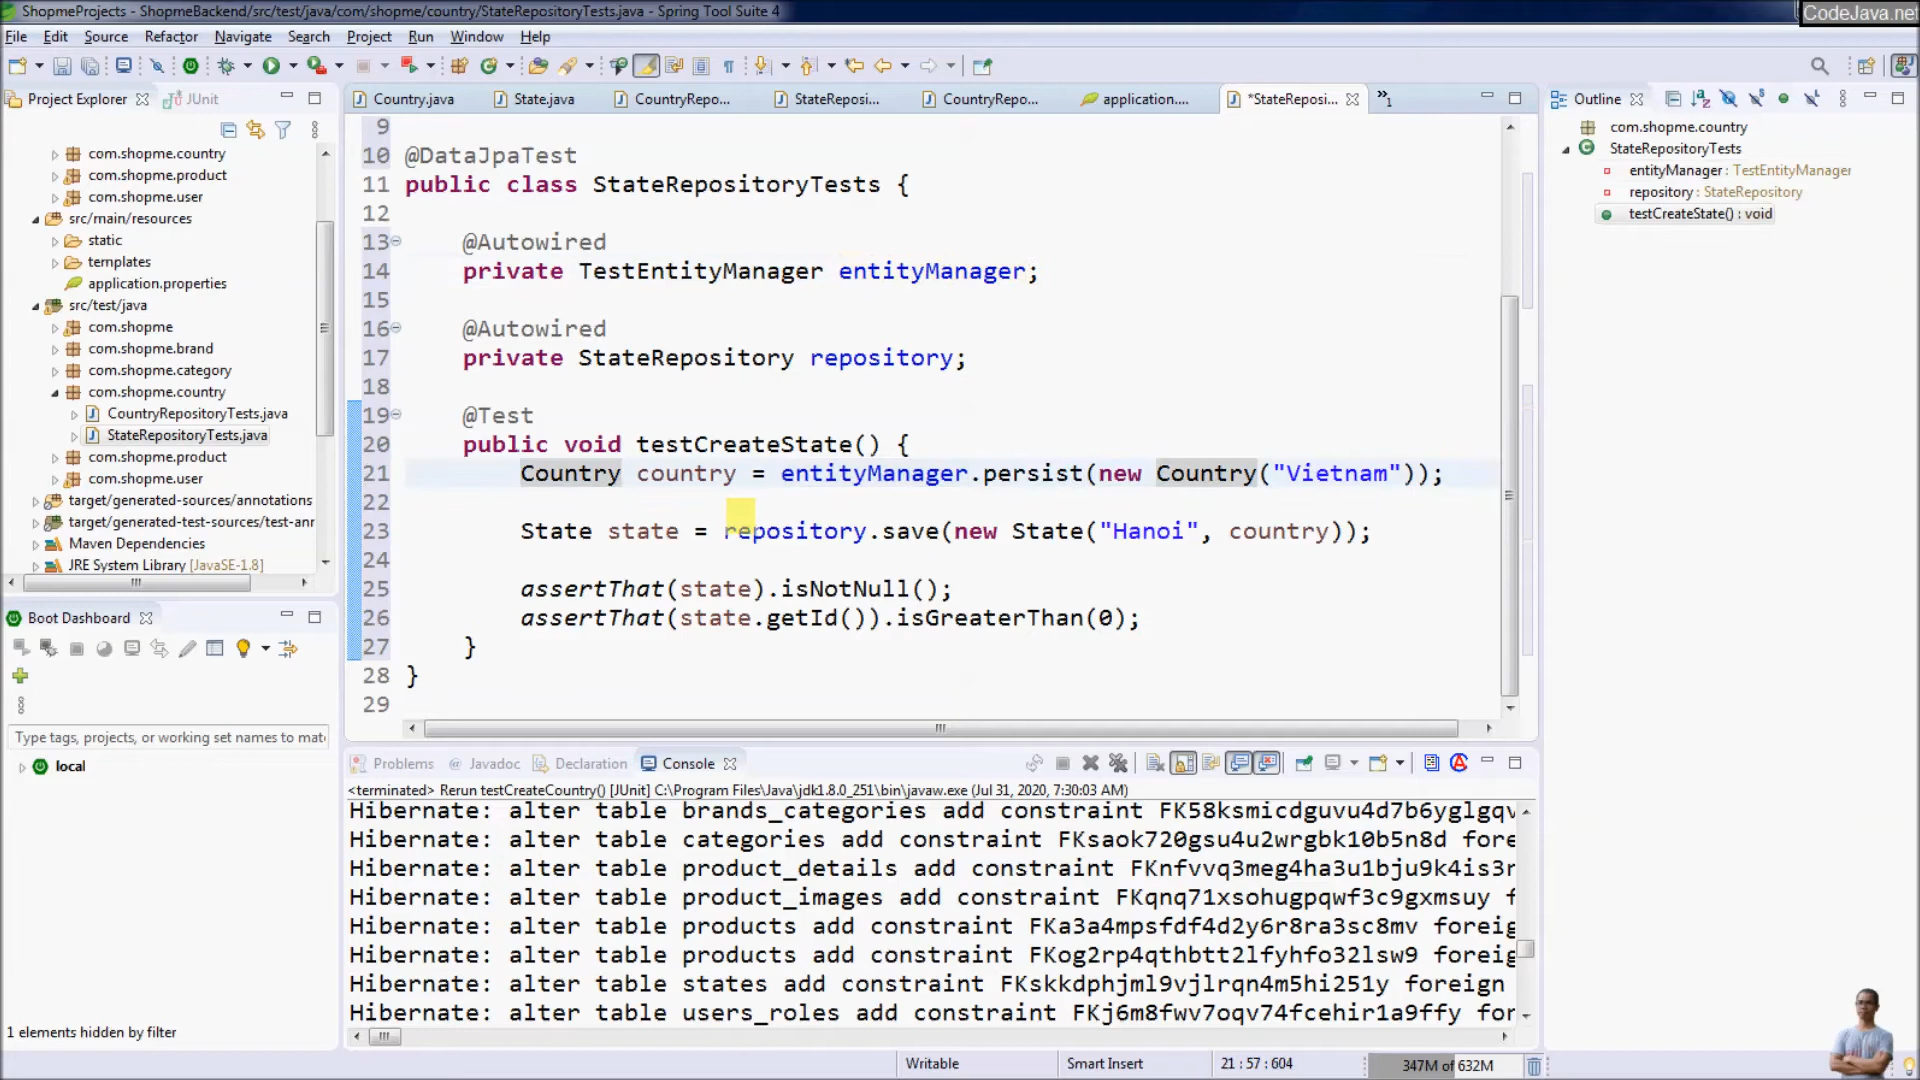 ShopmeProjects - ShopmeBackend/src/test/java/com/shopme/country/StateRepositoryTests.java - Spring Tool Suite 4
CodeJava.net
File Edit Source Refactor Navigate Search Project Run Window Help
Project Explorer JUnit
com.shopme.country
com.shopme.product
com.shopme.user
src/main/resources
static
templates
application.properties
src/test/java
com.shopme
com.shopme.brand
com.shopme.category
com.shopme.country
CountryRepositoryTests.java
StateRepositoryTests.java
com.shopme.product
com.shopme.user
target/generated-sources/annotations
target/generated-test-sources/test-anr
Maven Dependencies
JRE System Library [JavaSE-1.8]
Boot Dashboard
Type tags, projects, or working set names to mat
local
1 elements hidden by filter
Country.java State.java CountryRepo... StateReposi... CountryRepo... application.... *StateReposi... »1
9
10 @DataJpaTest
11 public class StateRepositoryTests {
12
13 @Autowired
14 private TestEntityManager entityManager;
15
16 @Autowired
17 private StateRepository repository;
18
19 @Test
20 public void testCreateState() {
21 Country country = entityManager.persist(new Country("Vietnam"));
22
23 State state = repository.save(new State("Hanoi", country));
24
25 assertThat(state).isNotNull();
26 assertThat(state.getId()).isGreaterThan(0);
27 }
28 }
29
Problems @ Javadoc Declaration Console
<terminated> Rerun testCreateCountry() [JUnit] C:\Program Files\Java\jdk1.8.0_251\bin\javaw.exe (Jul 31, 2020, 7:30:03 AM)
Hibernate: alter table brands_categories add constraint FK58ksmicdguvu4d7b6yglgqv
Hibernate: alter table categories add constraint FKsaok720gsu4u2wrgbk10b5n8d fore
Hibernate: alter table product_details add constraint FKnfvvq3meg4ha3u1bju9k4is3r
Hibernate: alter table product_images add constraint FKqnq71xsohugpqwf3c9gxmsuy f
Hibernate: alter table products add constraint FKa3a4mpsfdf4d2y6r8ra3sc8mv foreig
Hibernate: alter table products add constraint FKog2rp4qthbtt2lfyhfo32lsw9 foreig
Hibernate: alter table states add constraint FKskkdphjml9vjlrqn4m5hi251y foreign
Hibernate: alter table users_roles add constraint FKj6m8fwv7oqv74fcehir1a9ffy for
Outline
com.shopme.country
StateRepositoryTests
entityManager : TestEntityManager
repository : StateRepository
testCreateState() : void
Writable Smart Insert 21 : 57 : 604 347M of 632M